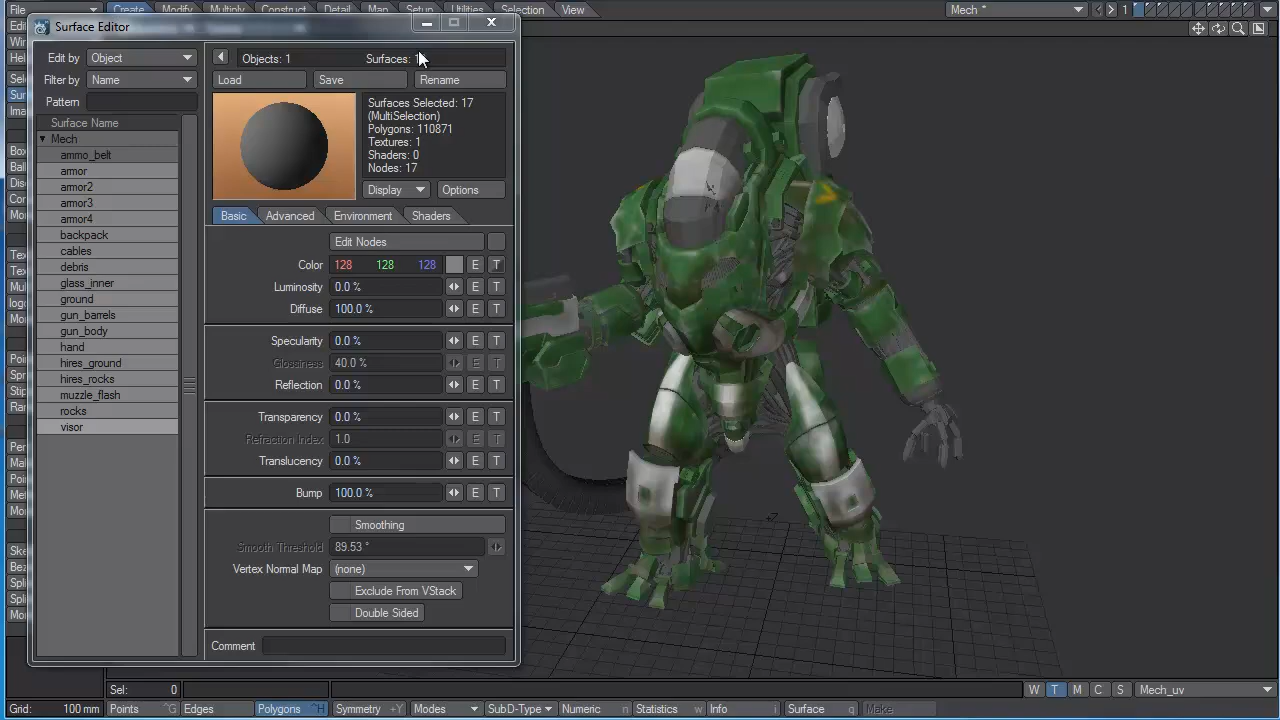 File Create Modify Multiply Construct Detail Map Setup Utilities Selection View Mech * 1
Surface Editor
Edit by Object
Objects: 1 Surfaces:
Filter by Name
Load Save Rename
Pattern
Surface Name
Mech
ammo_belt
armor
armor2
armor3
armor4
backpack
cables
debris
glass_inner
ground
gun_barrels
gun_body
hand
hires_ground
hires_rocks
muzzle_flash
rocks
visor
Surfaces Selected: 17
(MultiSelection)
Polygons: 110871
Textures: 1
Shaders: 0
Nodes: 17
Display Options
Basic Advanced Environment Shaders
Edit Nodes
Color 128 128 128 E T
Luminosity 0.0 % E T
Diffuse 100.0 % E T
Specularity 0.0 % E T
Glossiness 40.0 % E T
Reflection 0.0 % E T
Transparency 0.0 % E T
Refraction Index 1.0 E T
Translucency 0.0 % E T
Bump 100.0 % E T
Smoothing
Smooth Threshold 89.53 °
Vertex Normal Map (none)
Exclude From VStack
Double Sided
Comment
Sel: 0 W T M C S Mech_uv
Grid: 100 mm Points ^G Edges Polygons ^H Symmetry +Y Modes SubD-Type Numeric n Statistics w Info i Surface q Make